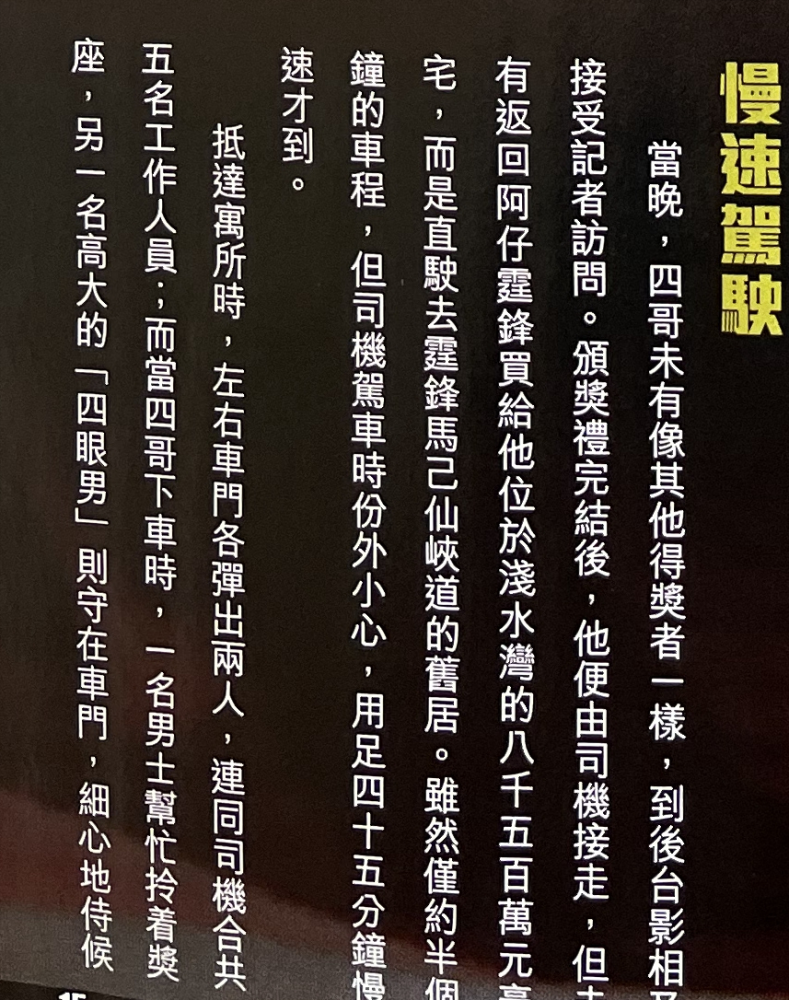 慢速駕駛
當晚，四哥未有像其他得獎者一樣，到後台影相及
接受記者訪問。頒獎禮完結後，他便由司機接走，但
有返回阿仔霆鋒買給他位於淺水灣的八千五百萬元豪
宅，而是直駛去霆鋒馬己仙峽道的舊居。雖然僅約半個
鐘的車程，但司機駕車時份外小心，用足四十五分鐘慢
速才到。
抵達寓所時，左右車門各彈出兩人，連同司機合共
五名工作人員；而當四哥下車時，一名男士幫忙拎着獎
座，另一名高大的「四眼男」則守在車門，細心地侍候